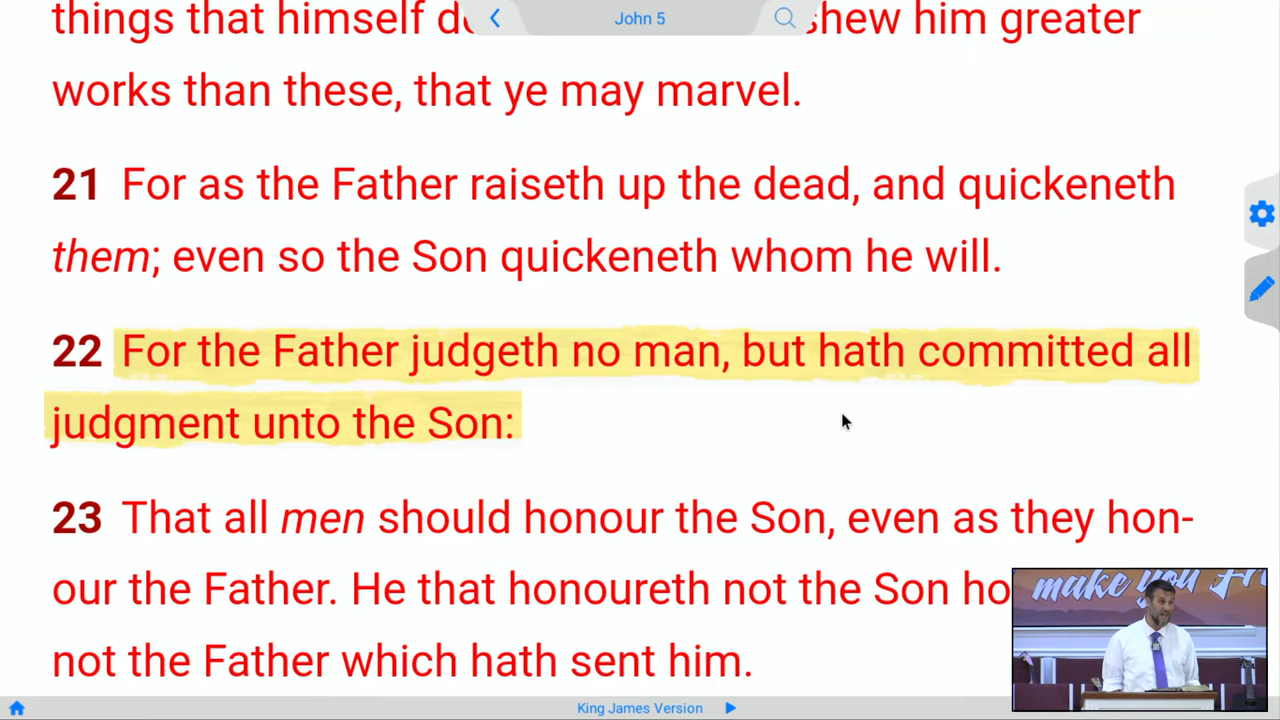 things that himself d
John 5
shew him greater
works than these, that ye may marvel.
21 For as the Father raiseth up the dead, and quickeneth
them; even so the Son quickeneth whom he will.
22 For the Father judgeth no man, but hath committed all
judgment unto the Son:
23 That all men should honour the Son, even as they hon-
our the Father. He that honoureth not the Son ho
not the Father which hath sent him.
make you Fr
King James Version